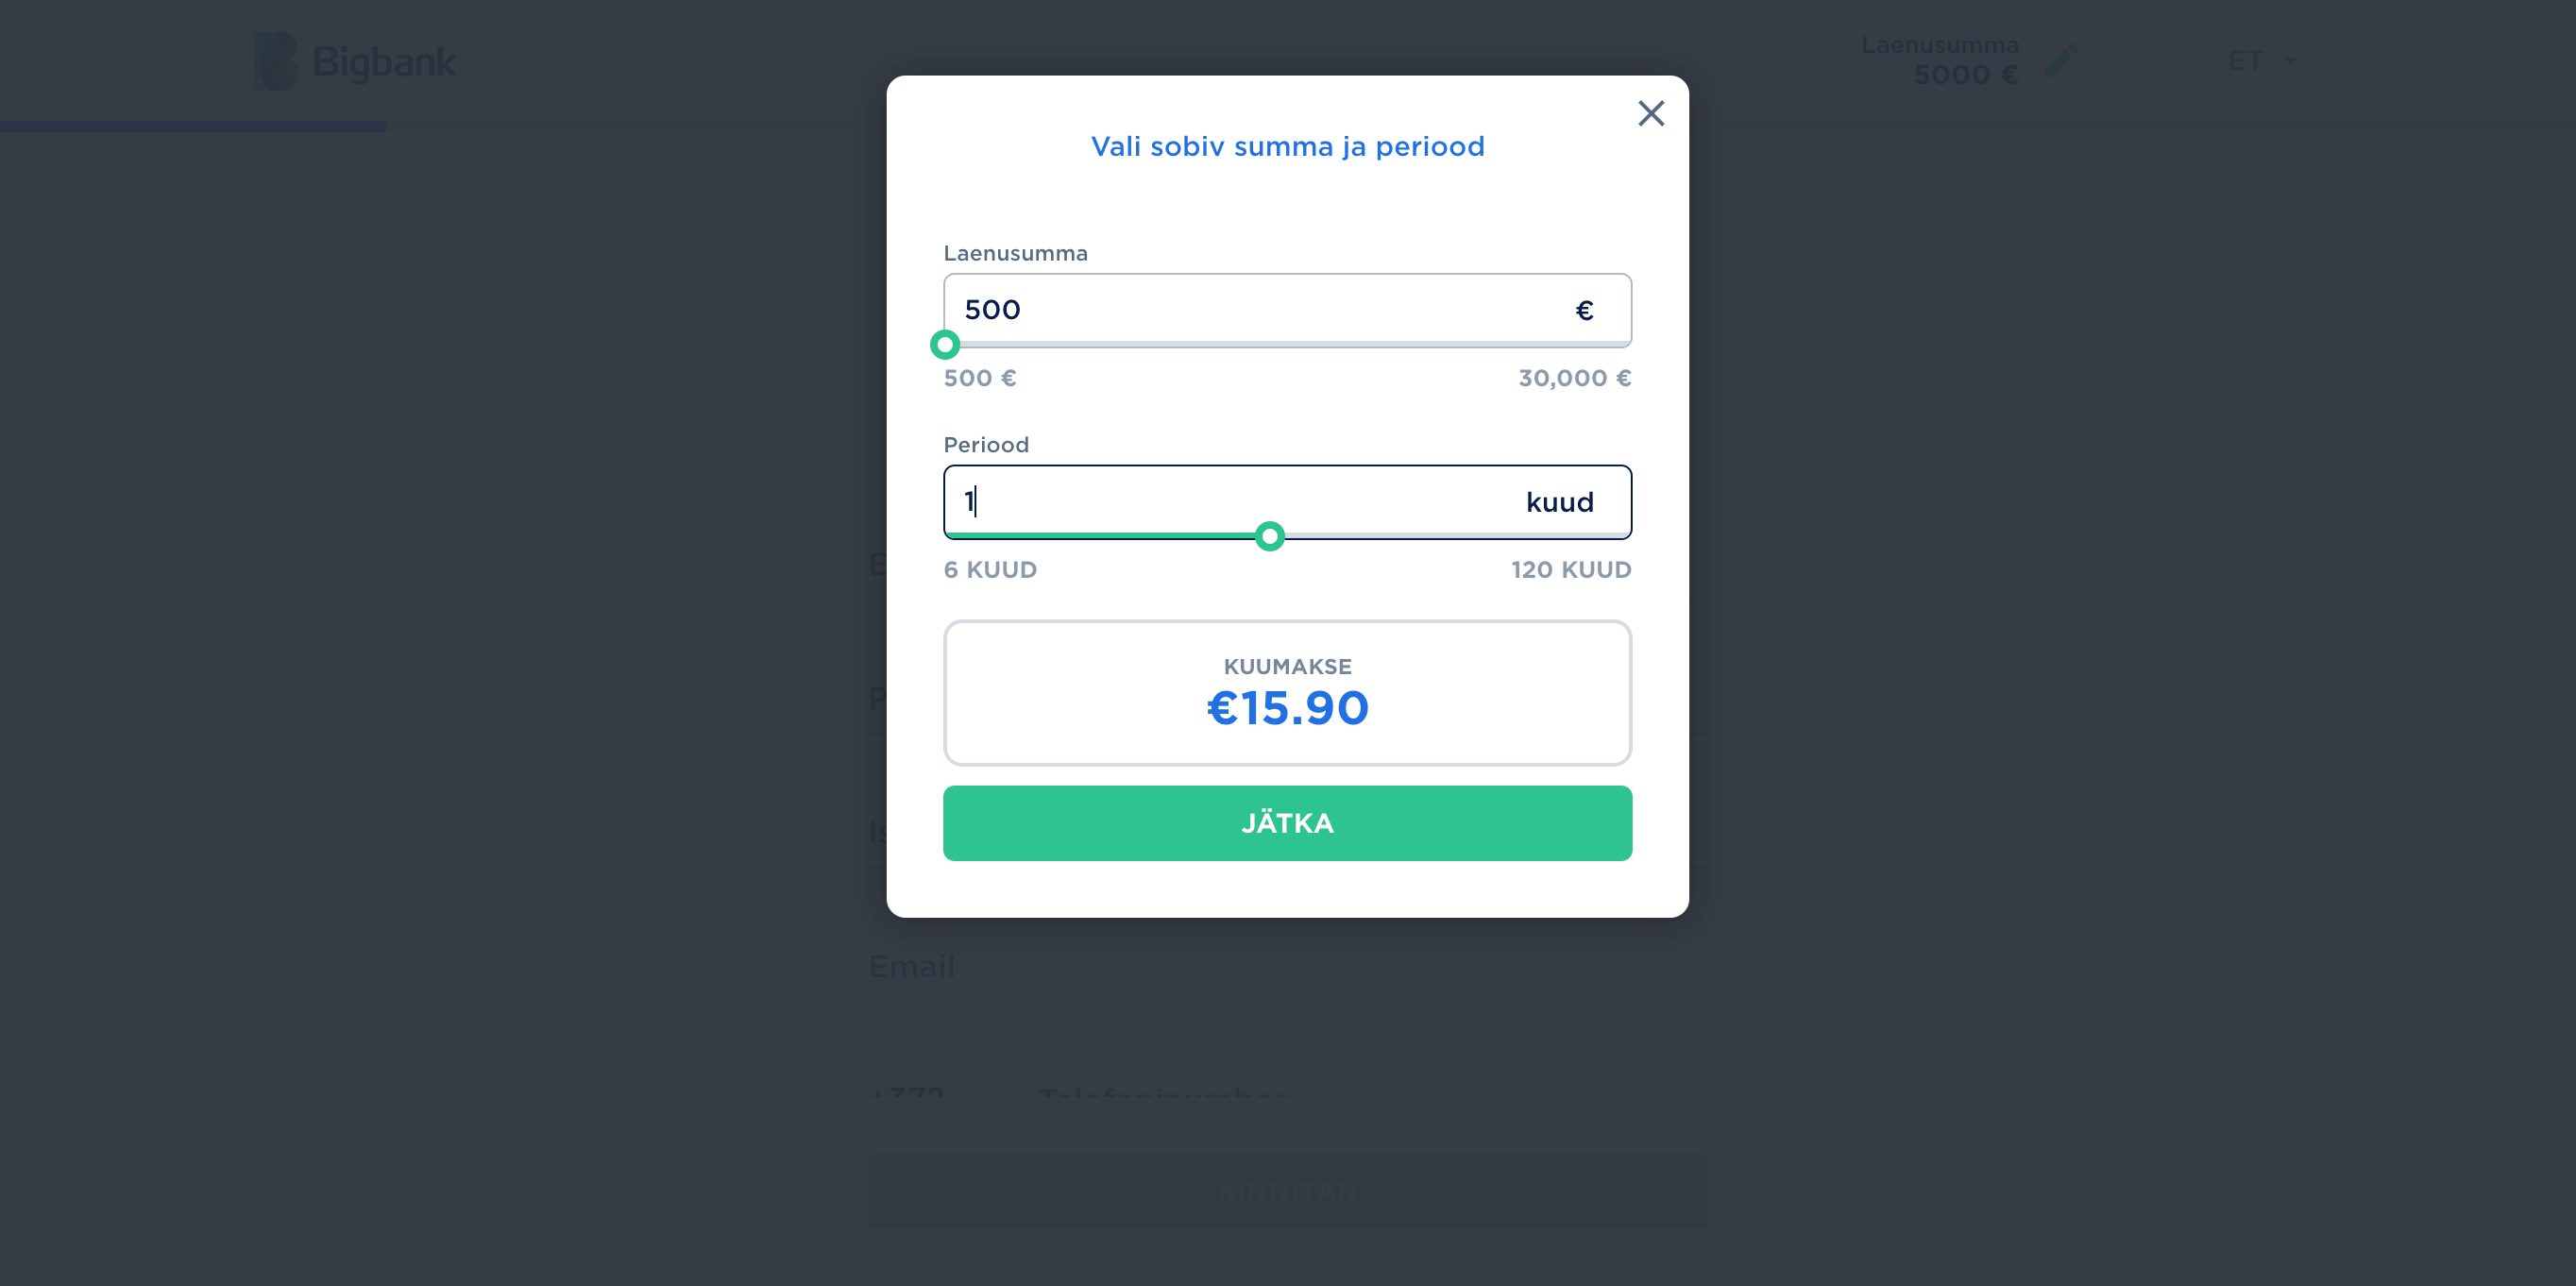 Bigbank
Laenusumma
5000 €
ET
Vali sobiv summa ja periood
Laenusumma
500 €
500 € 30,000 €
Periood
1 kuud
6 KUUD 120 KUUD
KUUMAKSE
€15.90
JÄTKA
Email
+372 Telefoninumber
KINNITAN